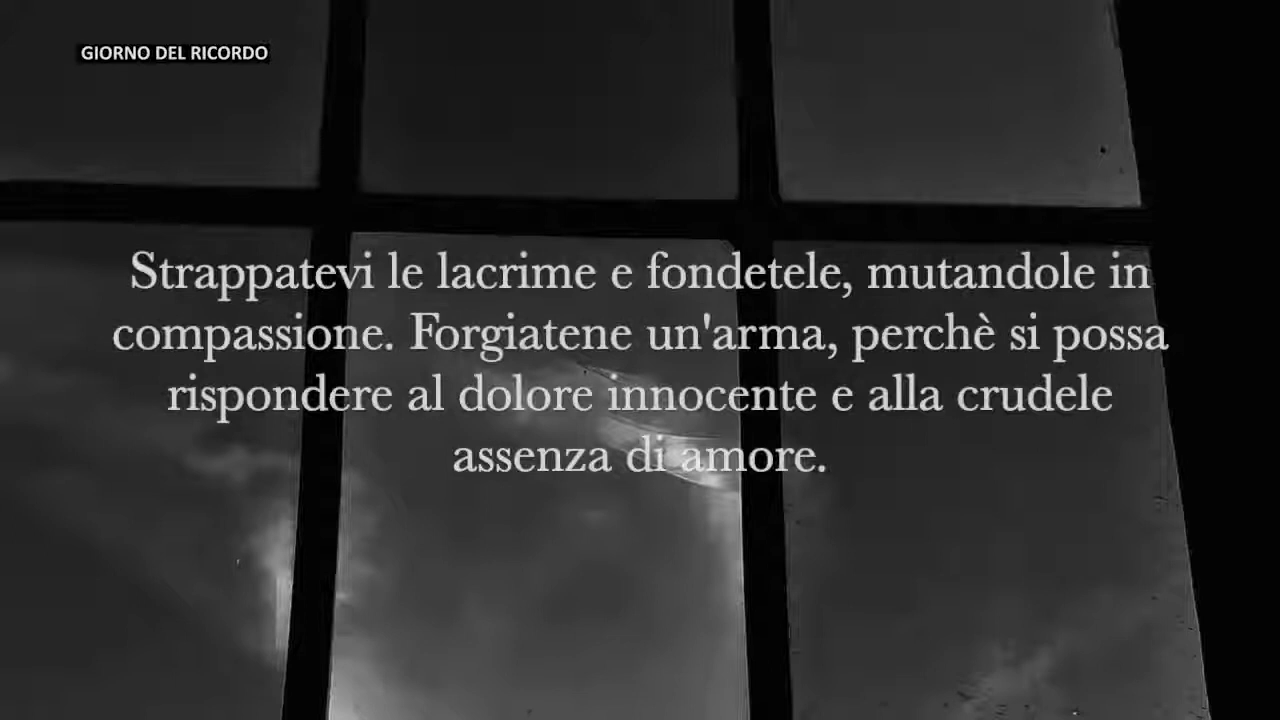 GIORNO DEL RICORDO
Strappatevi le lacrime e fondetele, mutandole in
compassione. Forgiatene un'arma, perchè si possa
rispondere al dolore innocente e alla crudele
assenza di amore.